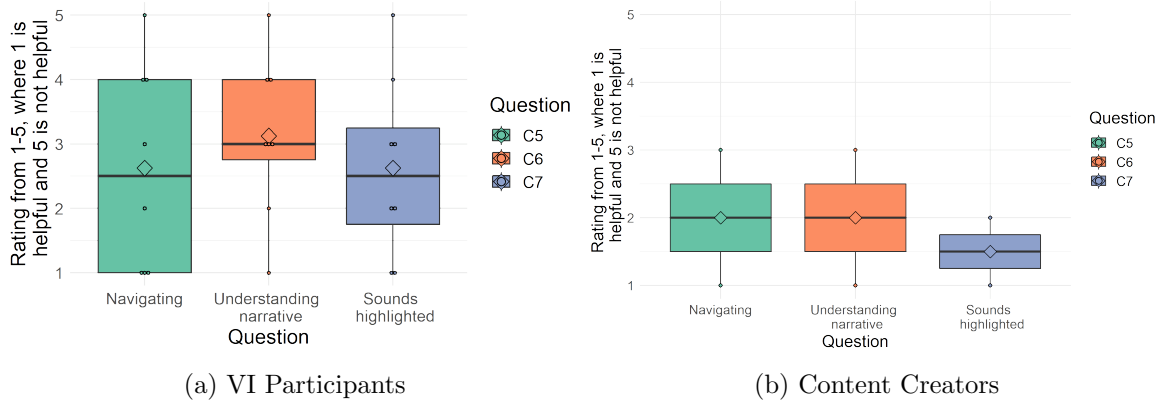 Rating from 1-5, where 1 is
helpful and 5 is not helpful
5
4
3
2
1
Navigating
Understanding
narrative
Sounds
highlighted
Question
Question
C5
C6
C7
(a) VI Participants
Rating from 1-5, where 1 is
helpful and 5 is not helpful
5
4
3
2
1
Navigating
Understanding
narrative
Sounds
highlighted
Question
Question
C5
C6
C7
(b) Content Creators